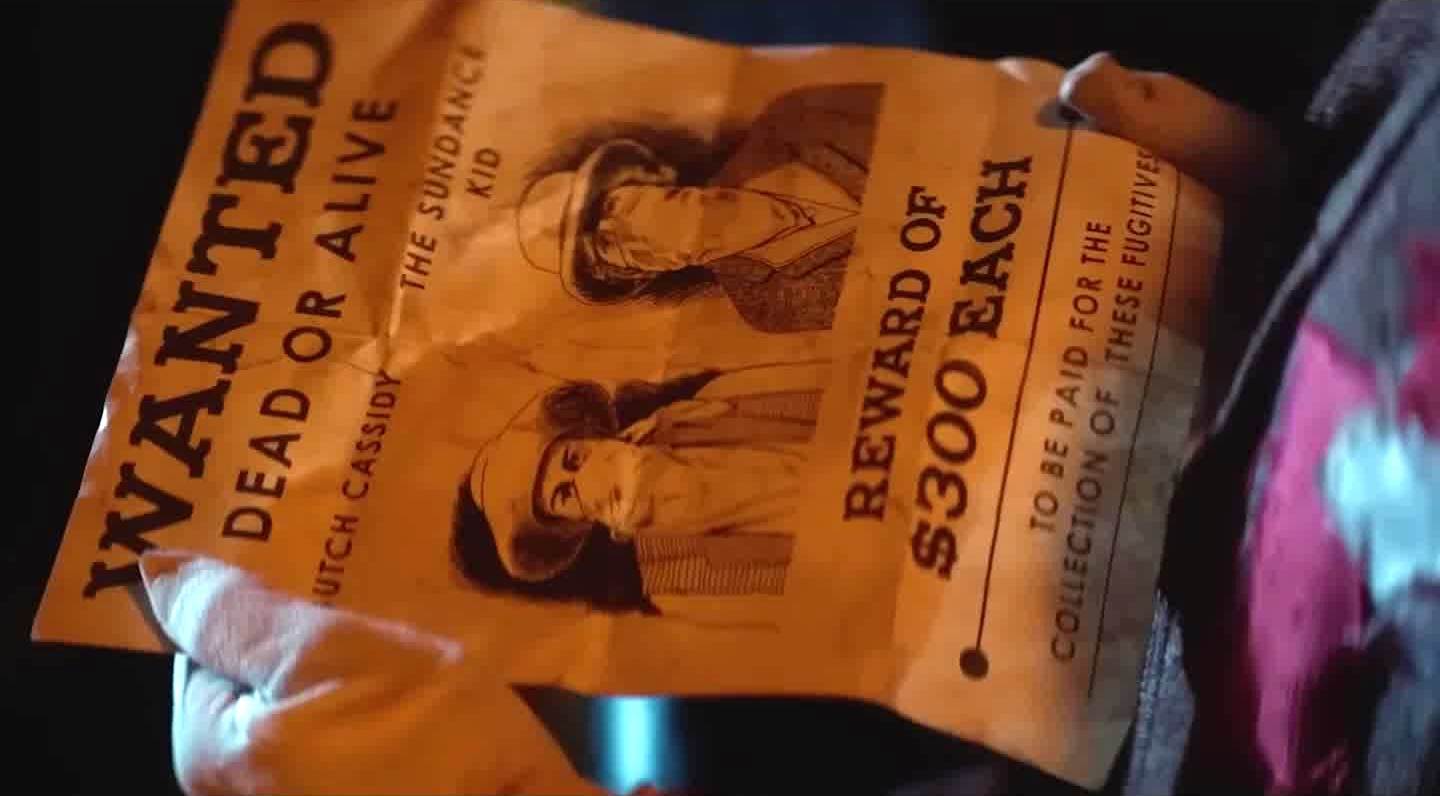 WANTED
DEAD OR ALIVE
UTCH CASSIDY
THE SUNDANCE
KID
REWARD OF
$300 EACH
TO BE PAID FOR THE
COLLECTION OF THESE FUGITIVES